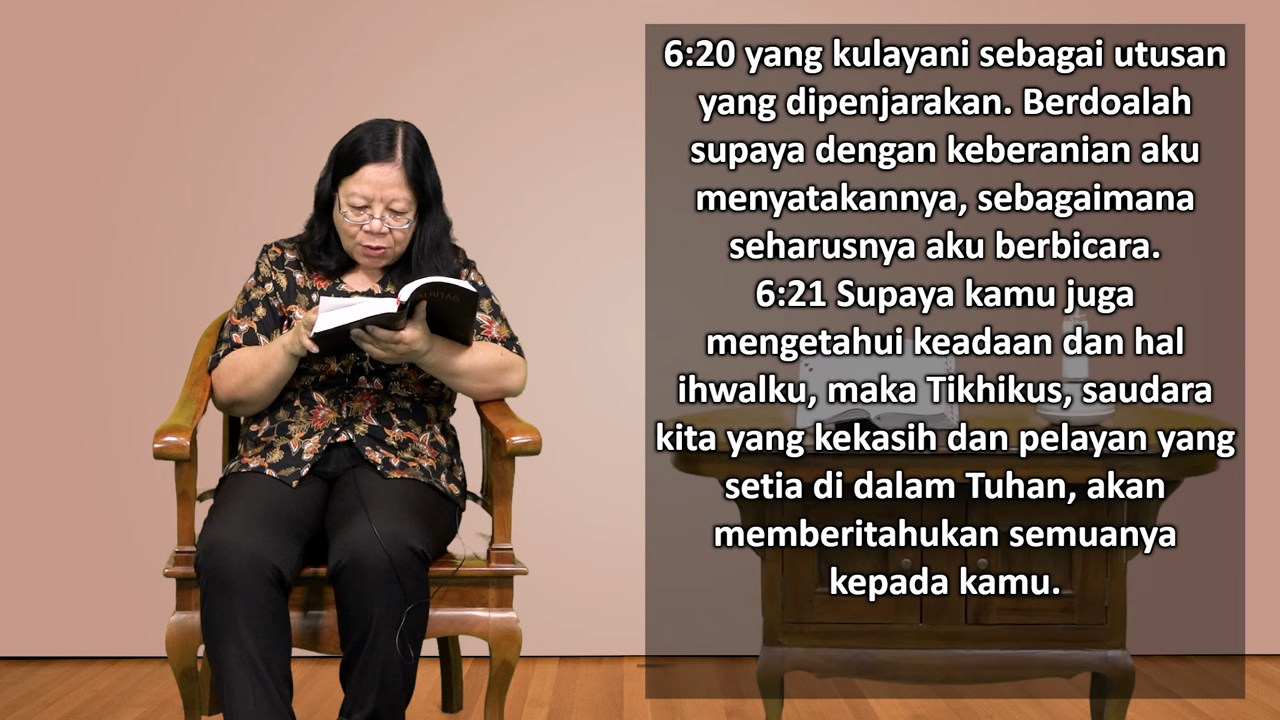 6:20 yang kulayani sebagai utusan
yang dipenjarakan. Berdoalah
supaya dengan keberanian aku
menyatakannya, sebagaimana
seharusnya aku berbicara.
6:21 Supaya kamu juga
mengetahui keadaan dan hal
ihwalku, maka Tikhikus, saudara
kita yang kekasih dan pelayan yang
setia di dalam Tuhan, akan
memberitahukan semuanya
kepada kamu.